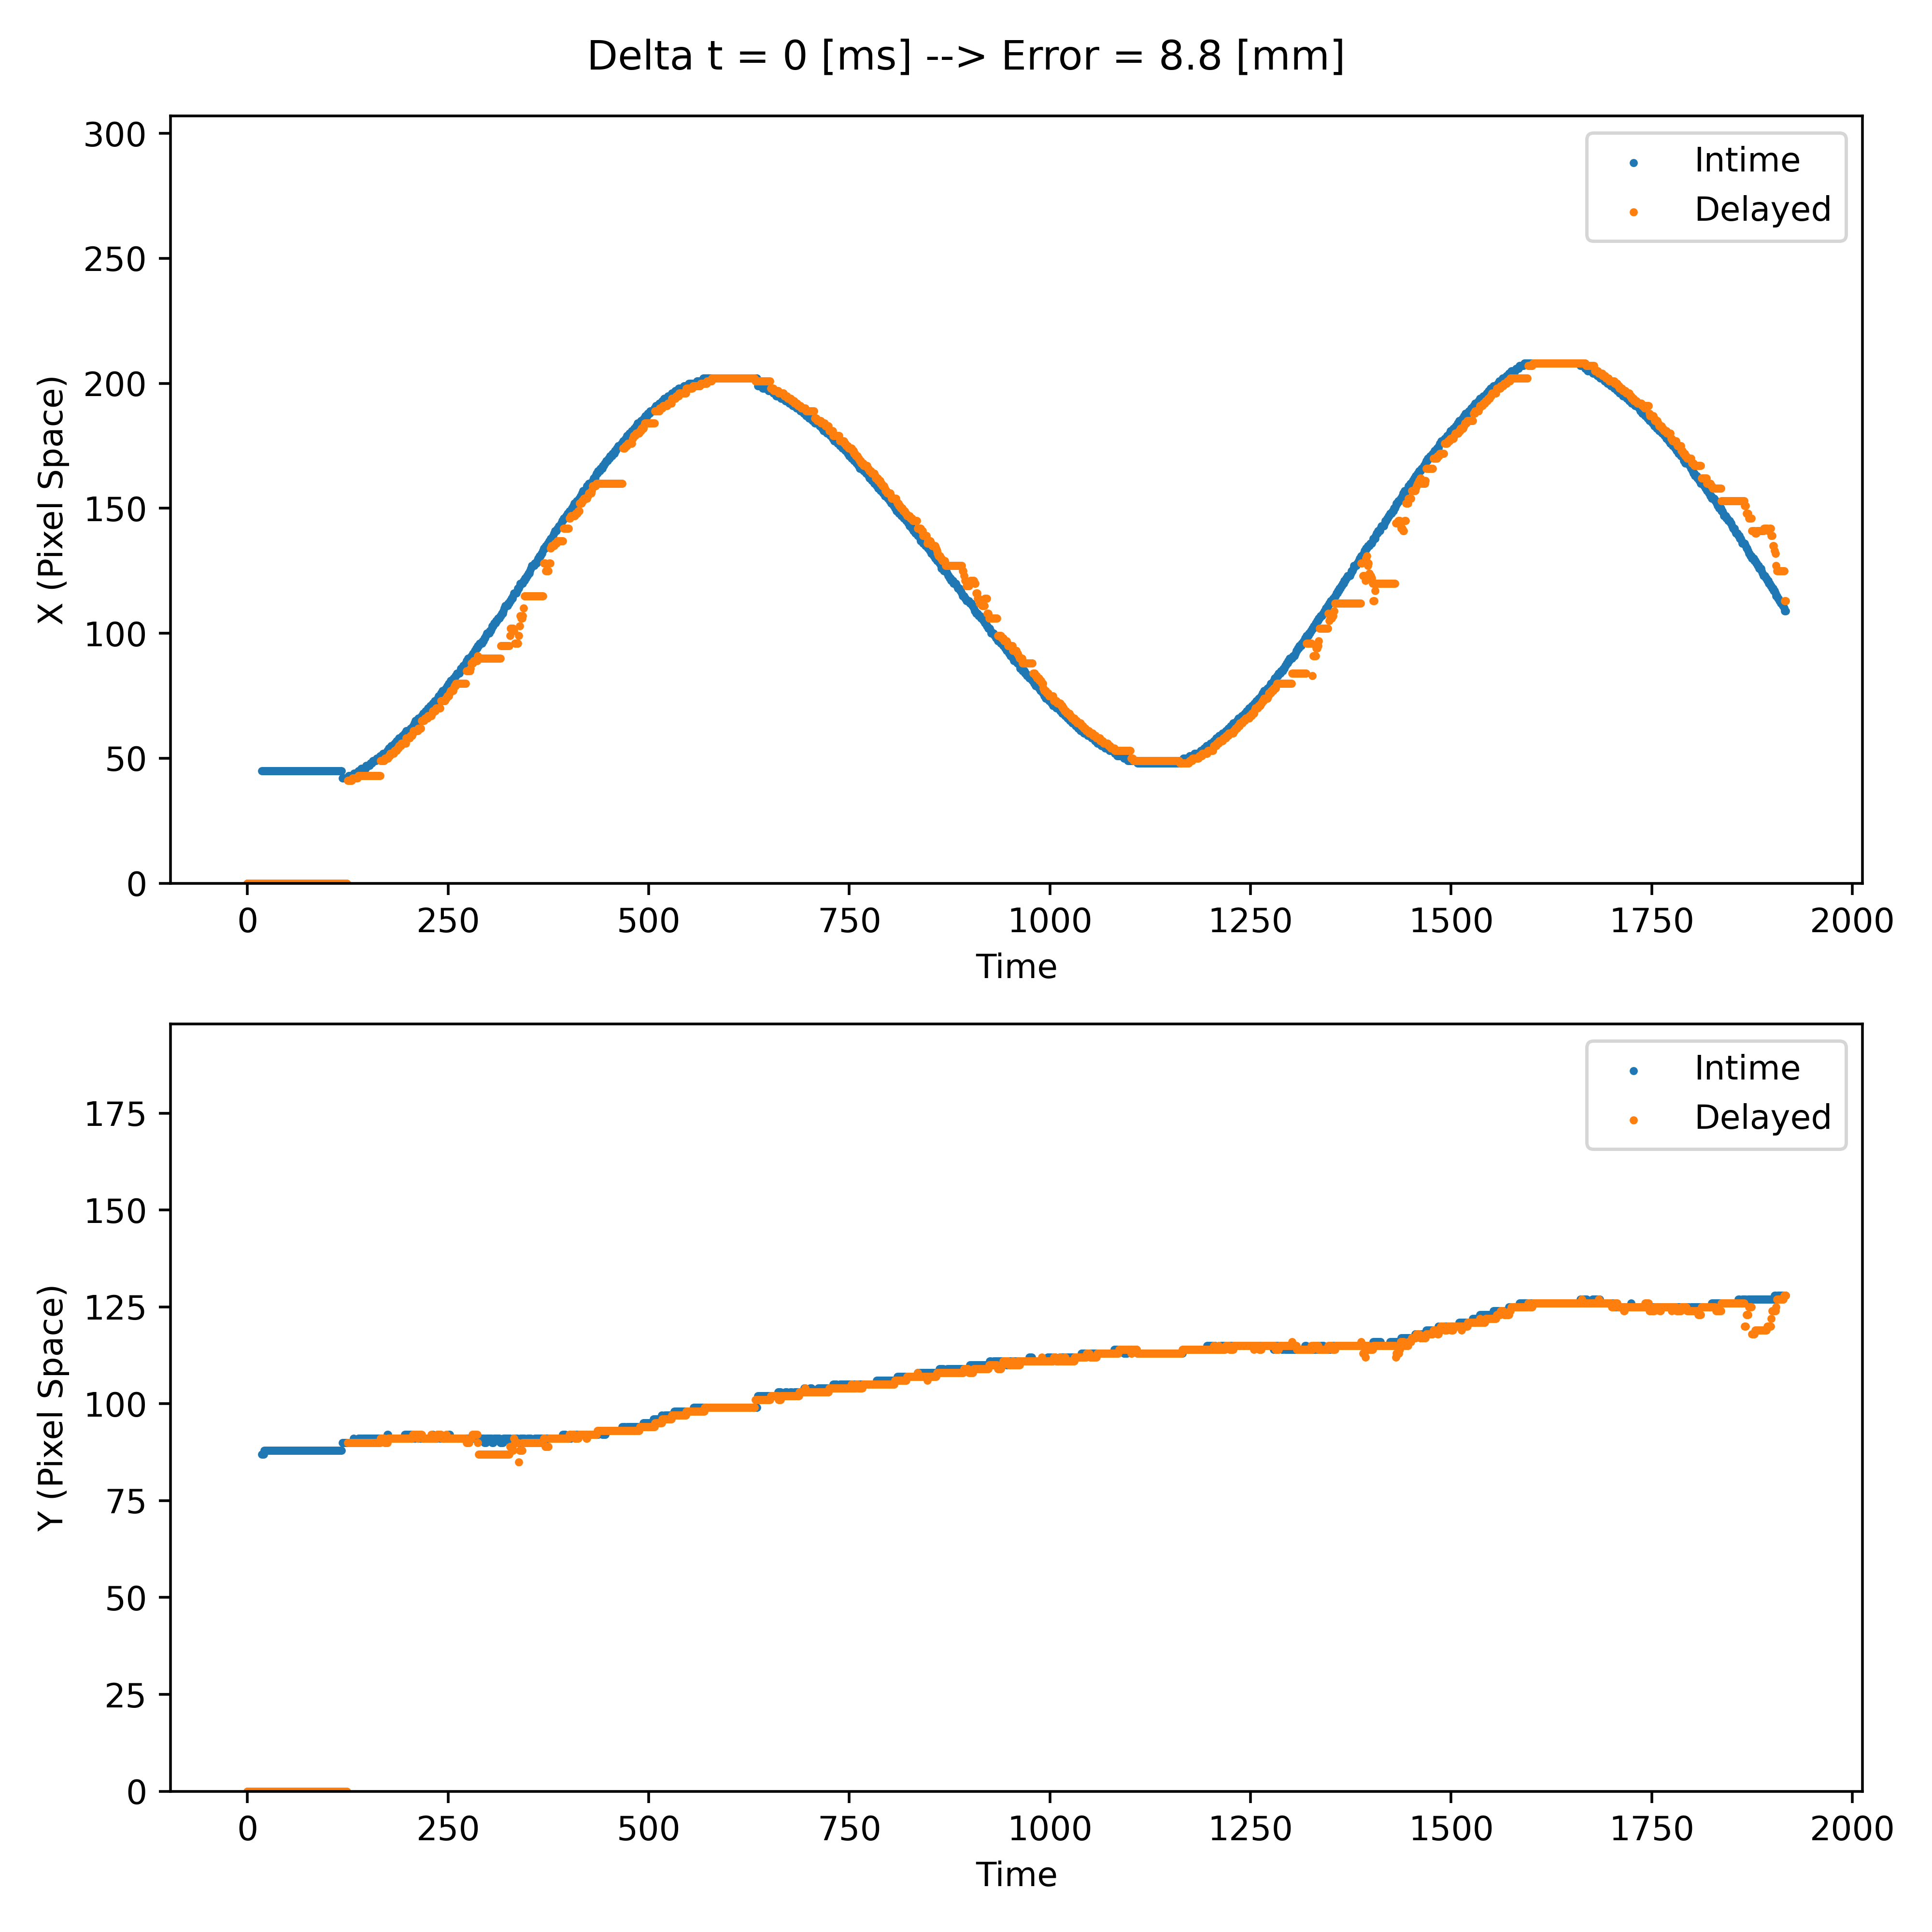 Delta t = 0 [ms] --> Error = 8.8 [mm]
300
250
200
150
100
50
0
X (Pixel Space)
Intime
Delayed
0 250 500 750 1000 1250 1500 1750 2000
Time
175
150
125
100
75
50
25
0
Y (Pixel Space)
Intime
Delayed
0 250 500 750 1000 1250 1500 1750 2000
Time